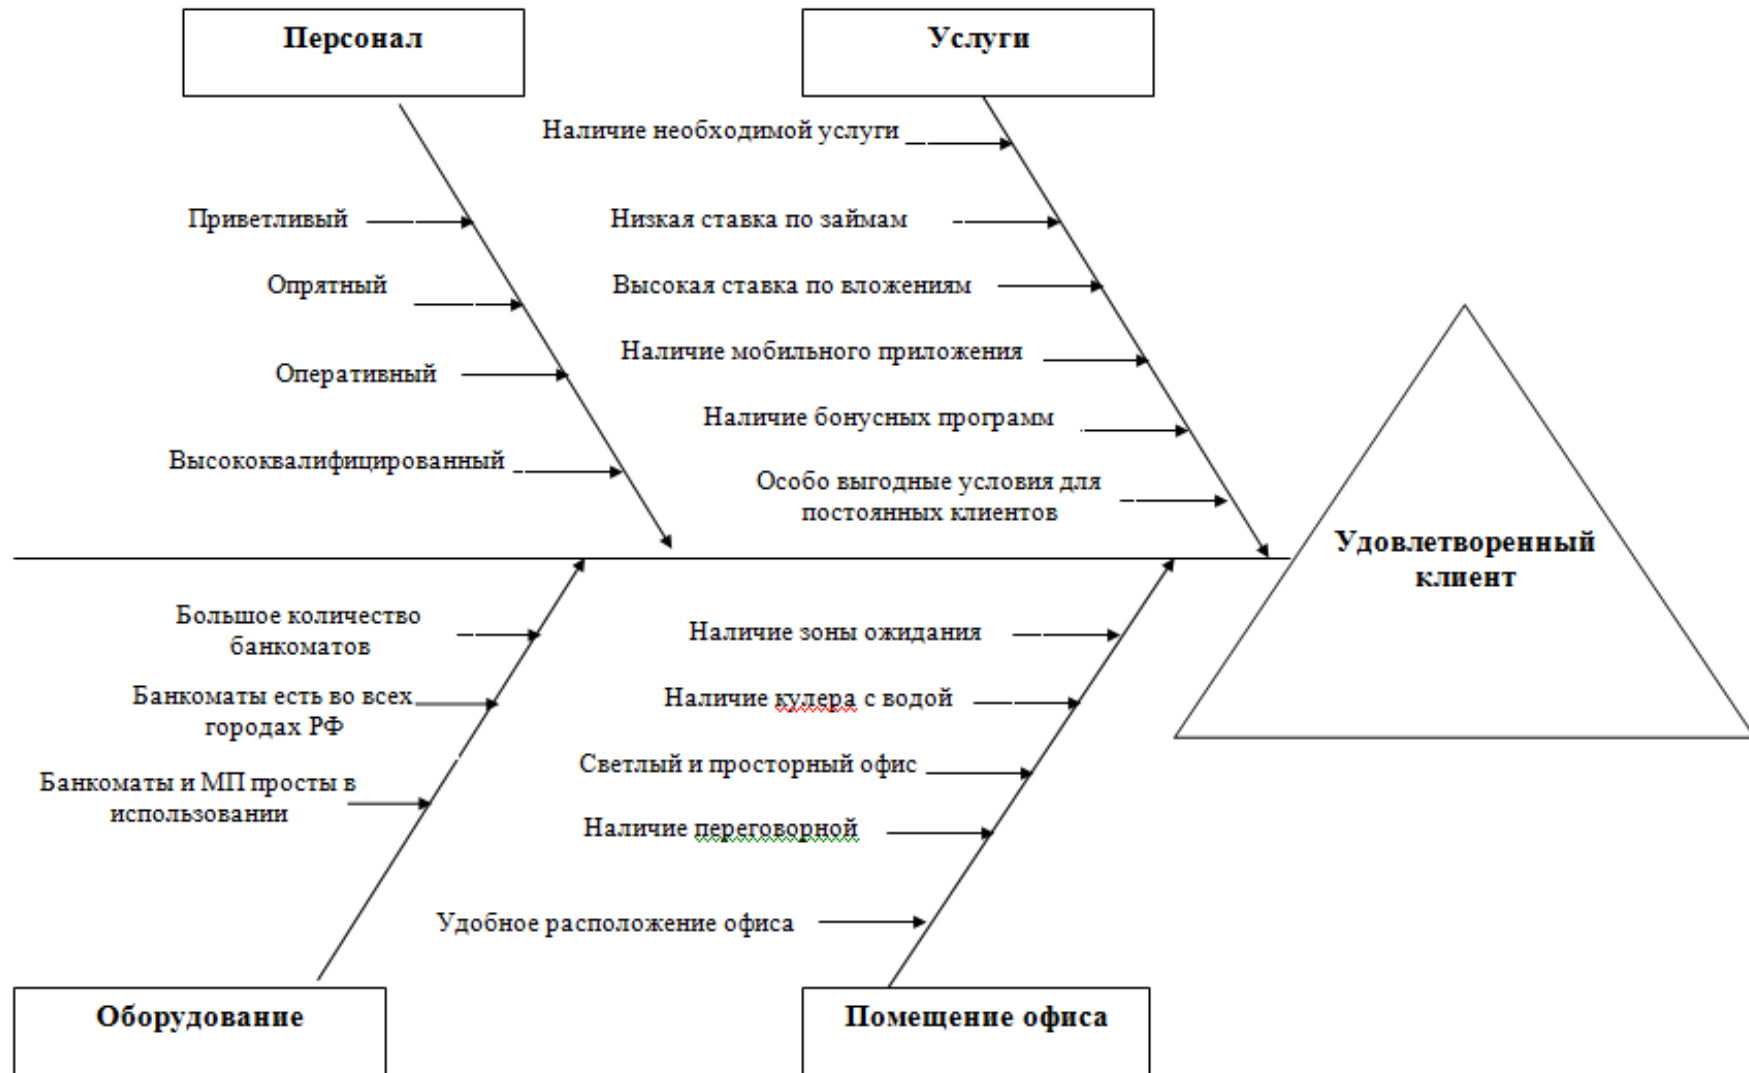 Персонал
Услуги
Наличие необходимой услуги
Приветливый
Низкая ставка по займам
Опрятный
Высокая ставка по вложениям
Наличие мобильного приложения
Оперативный
Наличие бонусных программ
Высококвалифицированный
Особо выгодные условия для
постоянных клиентов
Удовлетворенный
клиент
Большое количество
банкоматов
Наличие зоны ожидания
Банкоматы есть во всех
городах РФ
Наличие кулера с водой
Банкоматы и МП просты в
использовании
Светлый и просторный офис
Наличие переговорной
Удобное расположение офиса
Оборудование
Помещение офиса